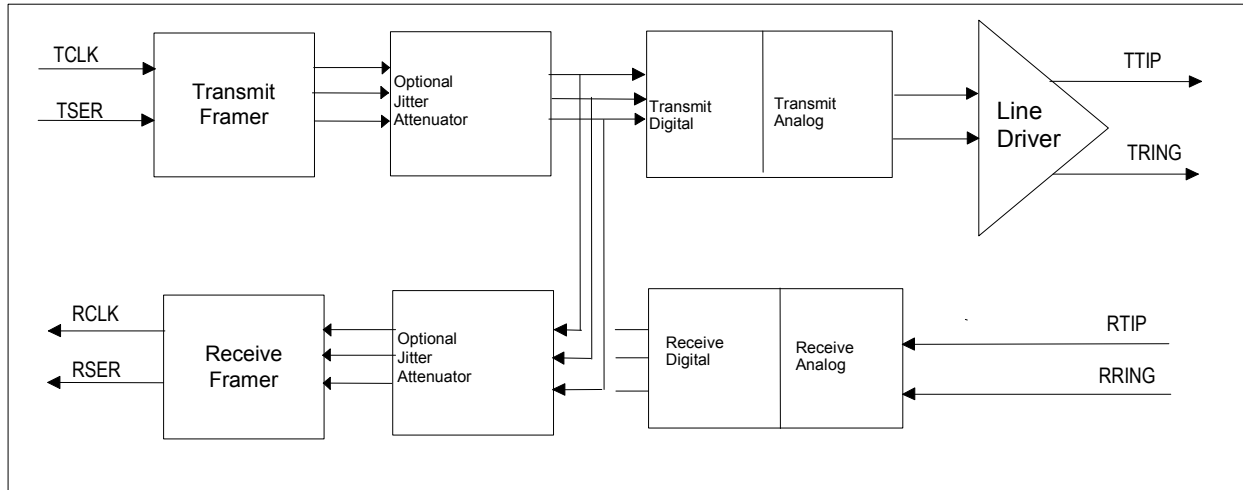 TCLK
TSER
Transmit
Framer
Optional
Jitter
Attenuator
Transmit
Digital
Transmit
Analog
Line
Driver
TTIP
TRING
RCLK
RSER
Receive
Framer
Optional
Jitter
Attenuator
Receive
Digital
Receive
Analog
RTIP
RRING